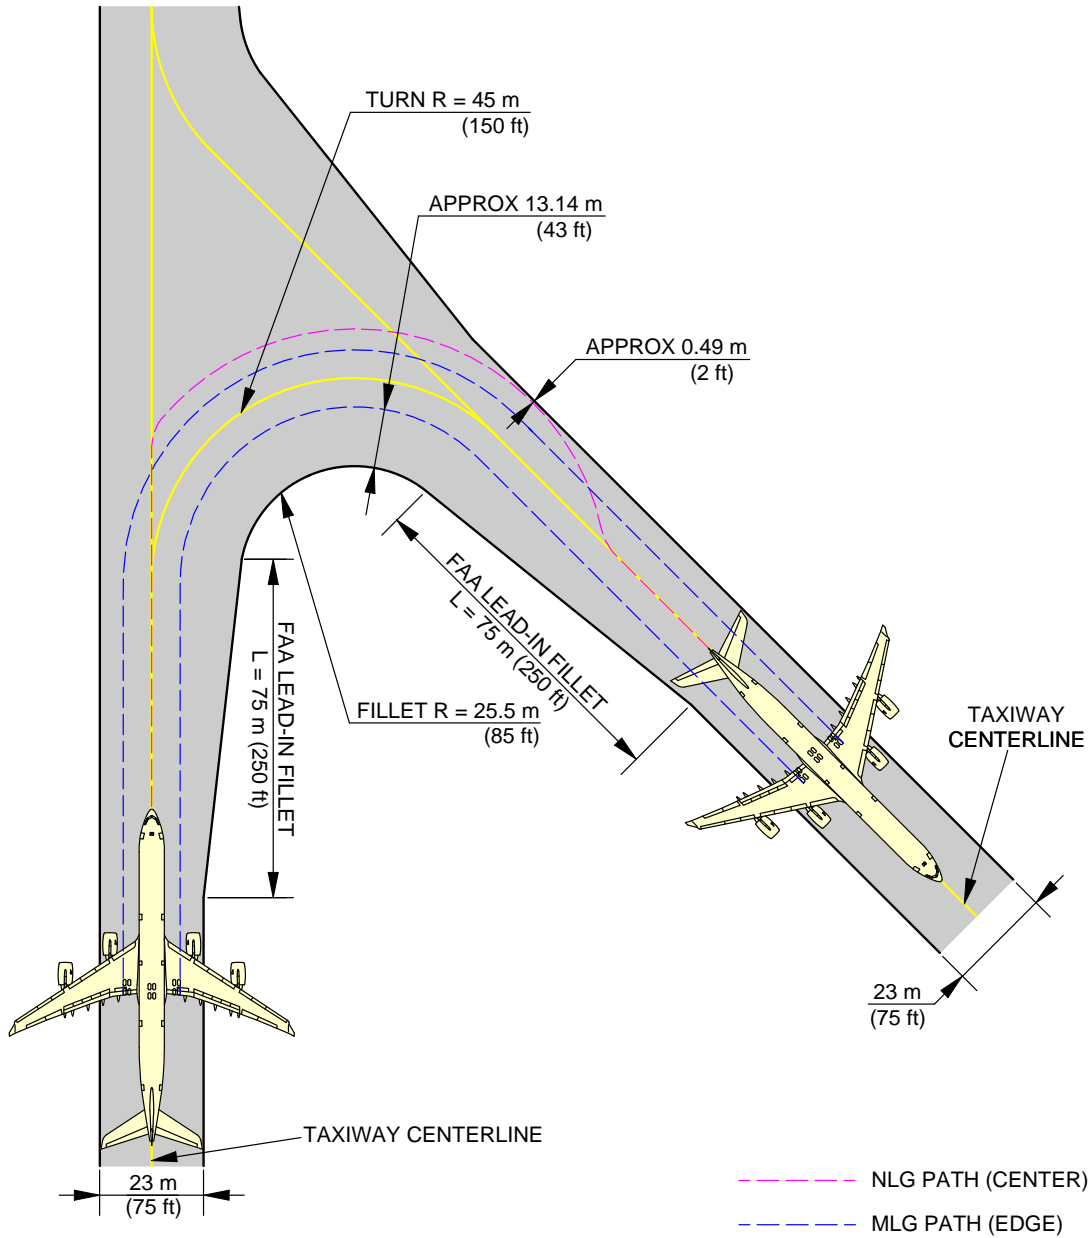 TURN R = 45 m
(150 ft)
APPROX 13.14 m
(43 ft)
APPROX 0.49 m
(2 ft)
FAA LEAD-IN FILLET
L = 75 m (250 ft)
FAA LEAD-IN FILLET
L = 75 m (250 ft)
FILLET R = 25.5 m
(85 ft)
TAXIWAY
CENTERLINE
23 m
(75 ft)
TAXIWAY CENTERLINE
23 m
(75 ft)
NLG PATH (CENTER)
MLG PATH (EDGE)